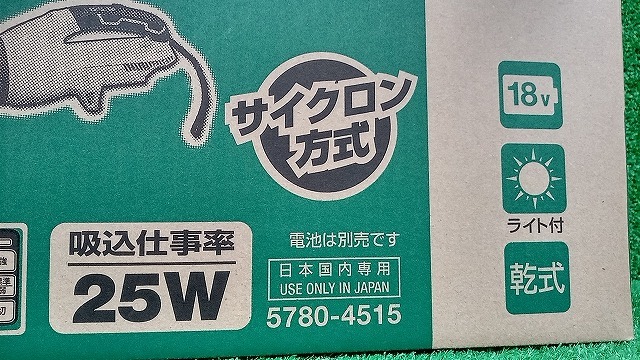 サイクロン
方式
18v
ライト付
乾式
吸込仕事率
25W
電池は別売です
日本国内専用
USE ONLY IN JAPAN
5780-4515
強
切